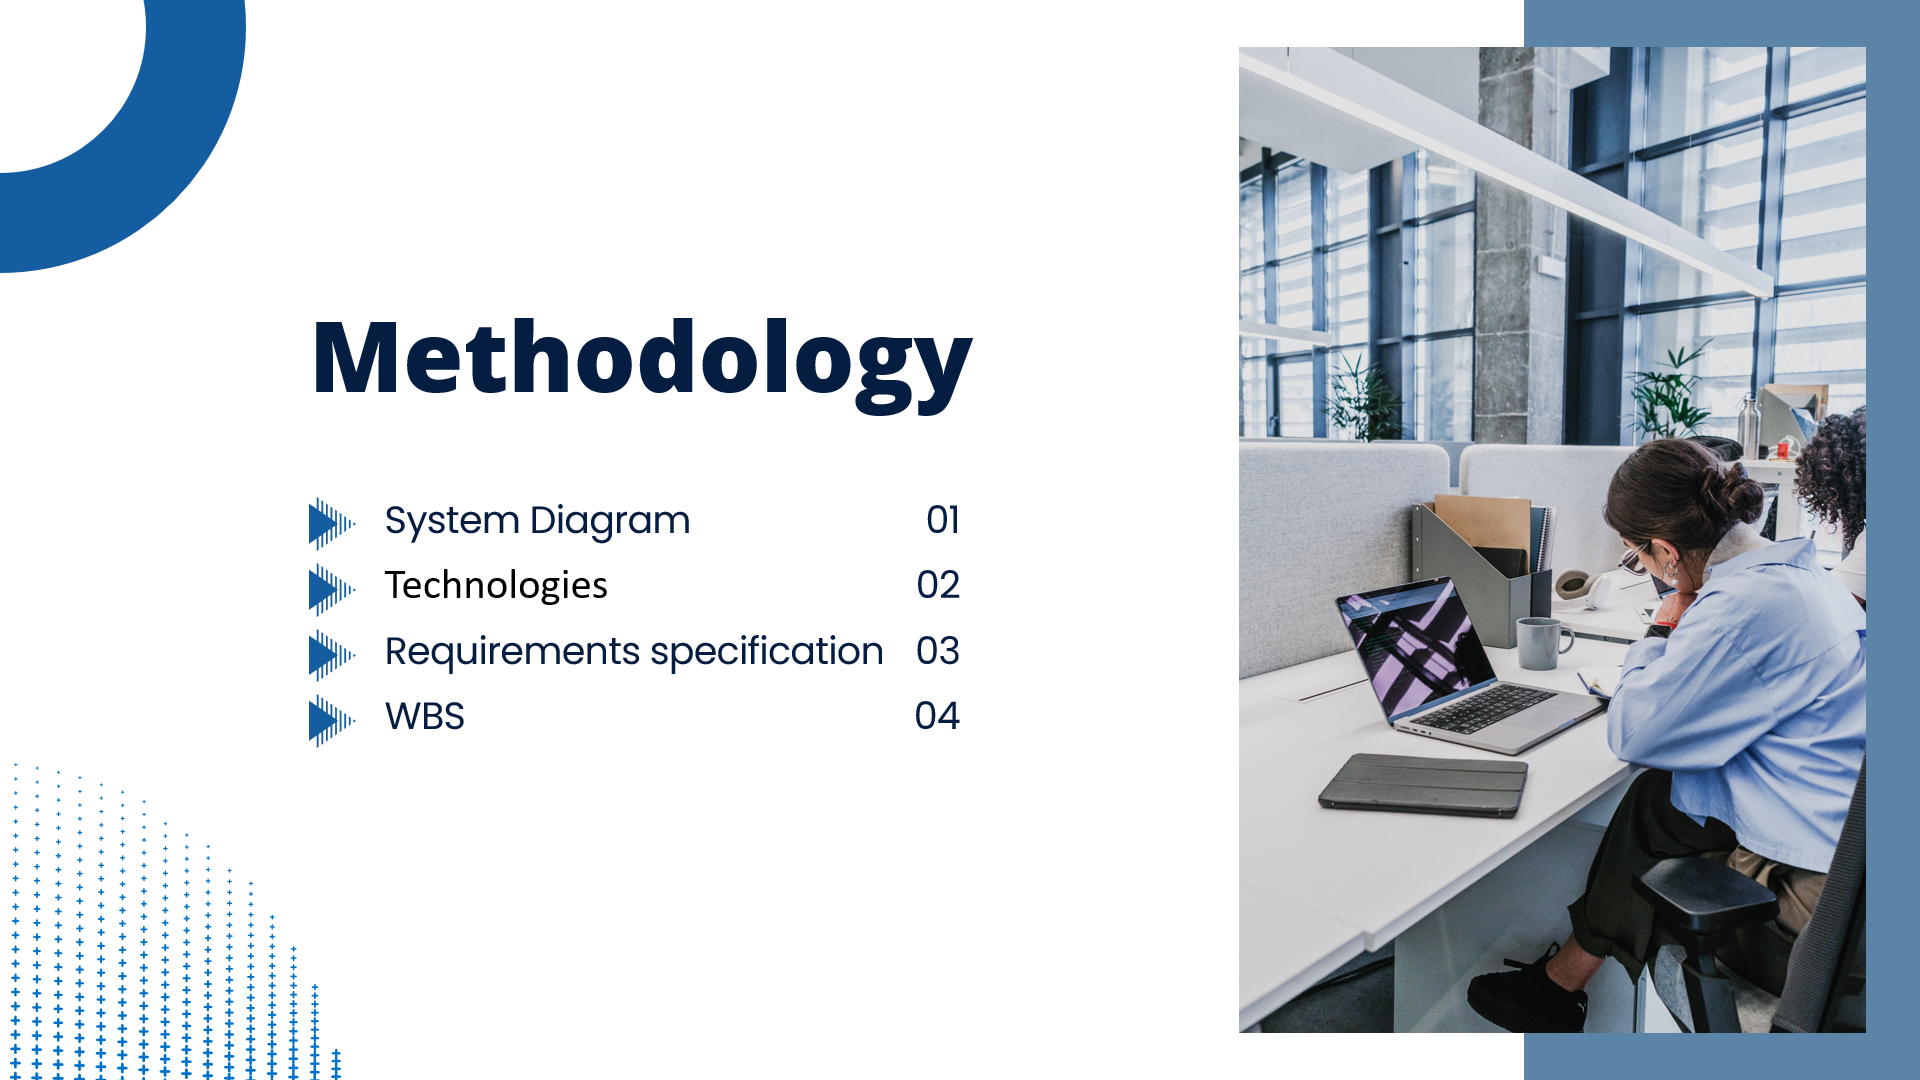 Methodology
System Diagram 01
Technologies 02
Requirements specification 03
WBS 04